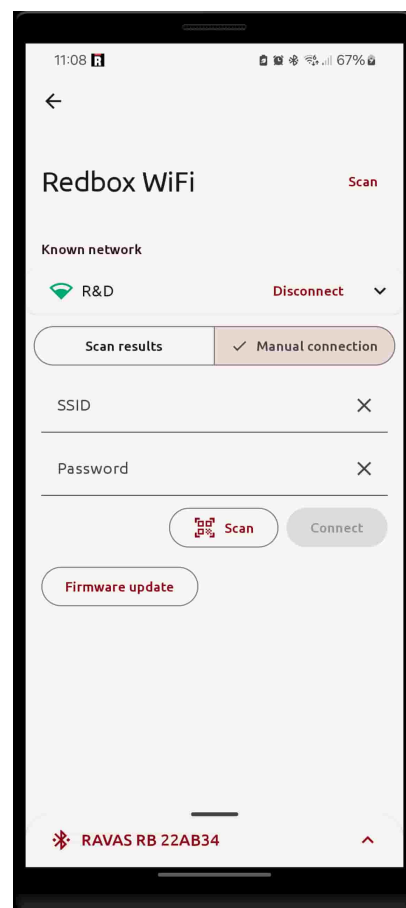 11:08 R 67%
Redbox WiFi Scan
Known network
R&D Disconnect
Scan results Manual connection
SSID
Password
Scan Connect
Firmware update
RAVAS RB 22AB34